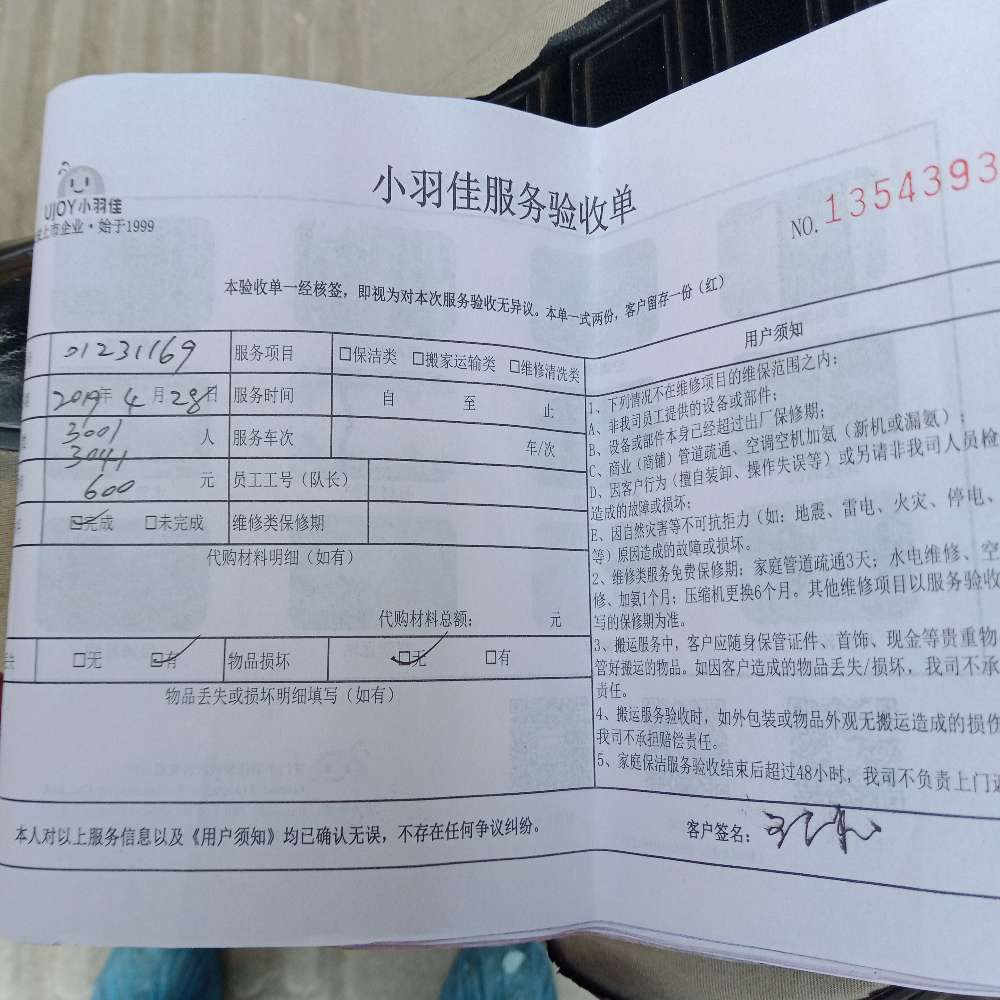 UJOY小羽佳
上市企业·始于1999
小羽佳服务验收单
NO. 1354393
本验收单一经核签，即视为对本次服务验收无异议。本单一式两份，客户留存一份（红）
01231169 服务项目 □保洁类 □搬家运输类 □维修清洗类
2019年 4月 28日 服务时间 自 至 止
3001
3041 人 服务车次 车/次
600 元 员工工号（队长）
□完成 □未完成 维修类保修期
代购材料明细（如有）
代购材料总额： 元
□无 □有 物品损坏 □无 □有
物品丢失或损坏明细填写（如有）
用户须知
1、下列情况不在维修项目的维保范围之内：
A、非我司员工提供的设备或部件；
B、设备或部件本身已经超过出厂保修期；
C、商业（商铺）管道疏通、空调空机加氨（新机或漏氨）；
D、因客户行为（擅自装卸、操作失误等）或另请非我司人员检
造成的故障或损坏；
E、因自然灾害等不可抗拒力（如：地震、雷电、火灾、停电、
等）原因造成的故障或损坏。
2、维修类服务免费保修期：家庭管道疏通3天；水电维修、空
修、加氨1个月；压缩机更换6个月。其他维修项目以服务验收
写的保修期为准。
3、搬运服务中，客户应随身保管证件、首饰、现金等贵重物
管好搬运的物品。如因客户造成的物品丢失/损坏，我司不承
责任。
4、搬运服务验收时，如外包装或物品外观无搬运造成的损伤
我司不承担赔偿责任。
5、家庭保洁服务验收结束后超过48小时，我司不负责上门
本人对以上服务信息以及《用户须知》均已确认无误，不存在任何争议纠纷。
客户签名：